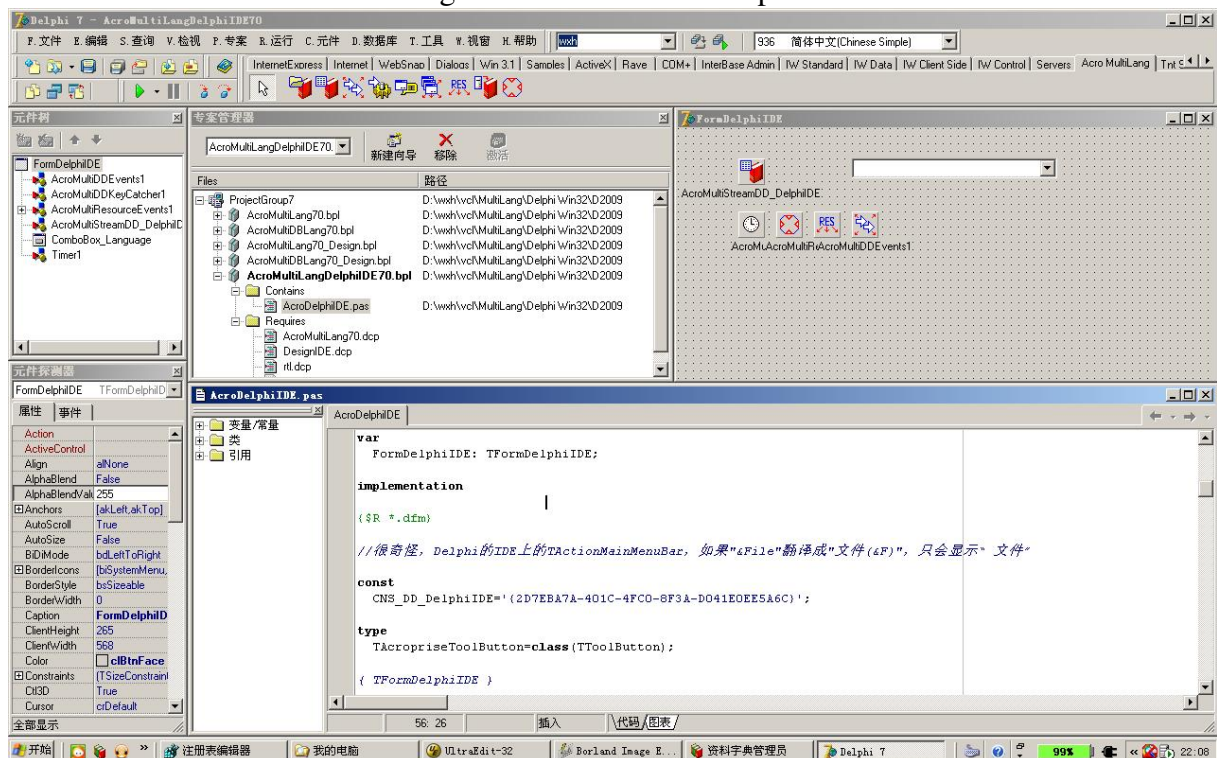 Delphi 7 - AcroMultiLangDelphiIDE70
F.文件 E.编辑 S.查询 V.检视 P.专案 R.运行 C.元件 D.数据库 T.工具 W.视窗 H.帮助 wxh 936 简体中文(Chinese Simple)
InternetExpress Internet WebSnap Dialogs Win 3.1 Samples ActiveX Rave COM+ InterBase Admin IW Standard IW Data IW Client Side IW Control Servers Acro MultiLang
RES
元件树
FormDelphiIDE
AcroMultiDDEvents1
AcroMultiDDKeyCatcher1
AcroMultiResourceEvents1
AcroMultiStreamDD_DelphiID
ComboBox_Language
Timer1
专案管理器
AcroMultiLangDelphiIDE70. 新建向导 移除 激活
Files 路径
ProjectGroup7 D:\wxh\vcl\MultiLang\Delphi Win32\D2009
AcroMultiLang70.bpl D:\wxh\vcl\MultiLang\Delphi Win32\D2009
AcroMultiDBLang70.bpl D:\wxh\vcl\MultiLang\Delphi Win32\D2009
AcroMultiLang70_Design.bpl D:\wxh\vcl\MultiLang\Delphi Win32\D2009
AcroMultiDBLang70_Design.bpl D:\wxh\vcl\MultiLang\Delphi Win32\D2009
AcroMultiLangDelphiIDE70.bpl D:\wxh\vcl\MultiLang\Delphi Win32\D2009
Contains
AcroDelphiIDE.pas D:\wxh\vcl\MultiLang\Delphi Win32\D2009
Requires
AcroMultiLang70.dcp
DesignIDE.dcp
rtl.dcp
FormDelphiIDE
AcroMultiStreamDD_DelphiIDE
RES
AcroMuAcroMultiReAcroMultiDDEvents1
元件探测器
FormDelphiIDE TFormDelphiID
属性 事件
Action
ActiveControl
Align alNone
AlphaBlend False
AlphaBlendValu 255
Anchors [akLeft,akTop]
AutoScroll True
AutoSize False
BiDiMode bdLeftToRight
BorderIcons [biSystemMenu,
BorderStyle bsSizeable
BorderWidth 0
Caption FormDelphiID
ClientHeight 265
ClientWidth 568
Color clBtnFace
Constraints (TSizeConstraint
Ctl3D True
Cursor crDefault
全部显示
AcroDelphiIDE.pas
变量/常量
类
引用
AcroDelphiIDE
var
FormDelphiIDE: TFormDelphiIDE;
implementation
{$R *.dfm}
//很奇怪, Delphi的IDE上的TActionMainMenuBar, 如果"&File"翻译成"文件(&F)", 只会显示" 文件"
const
CNS_DD_DelphiIDE='{2D7EBA7A-401C-4FC0-8F3A-D041E0EE5A6C}';
type
TAcropriseToolButton=class(TToolButton);
{ TFormDelphiIDE }
56: 26 插入 代码 图表
开始 注册表编辑器 我的电脑 UltraEdit-32 Borland Image E... 资料字典管理员 Delphi 7 99% 22:08